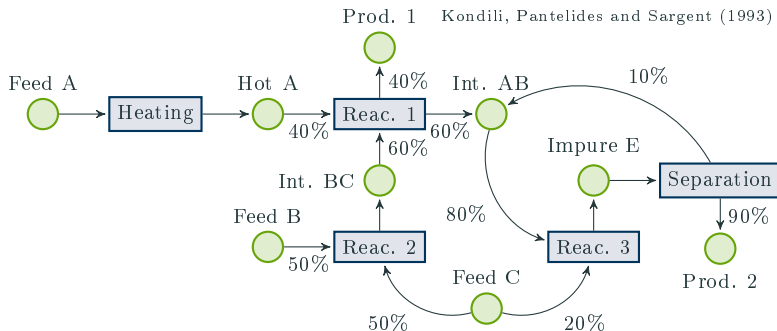 Prod. 1
Kondili, Pantelides and Sargent (1993)
Feed A
Hot A
40%
Int. AB
10%
Heating
Reac. 1
40%
60%
60%
Impure E
Int. BC
Separation
Feed B
80%
90%
Reac. 2
Reac. 3
50%
Feed C
Prod. 2
50%
20%